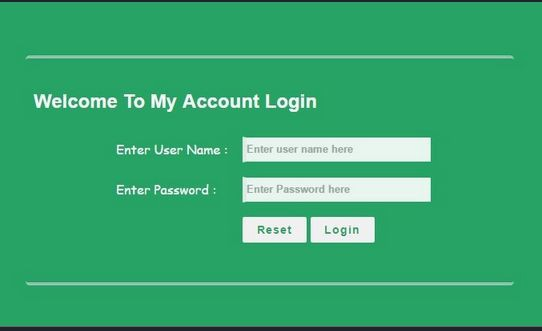 Welcome To My Account Login
Enter User Name : Enter user name here
Enter Password : Enter Password here
Reset Login